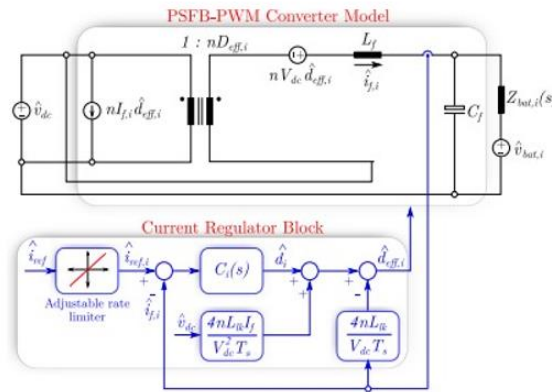 PSFB-PWM Converter Model
1 : nD_eff,i
L_f
nV_dc d̂_eff,i
î_f,i
v̂_dc
nI_f,i d̂_eff,i
C_f
Z_bat,i(s
v̂_bat,i
Current Regulator Block
î_ref
î_ref,i
C_i(s)
d̂_i
d̂_eff,i
+
-
+
+
+
-
Adjustable rate
limiter
î_f,i
v̂_dc
4nL_lk I_f
V_dc^2 T_s
4nL_lk
V_dc T_s